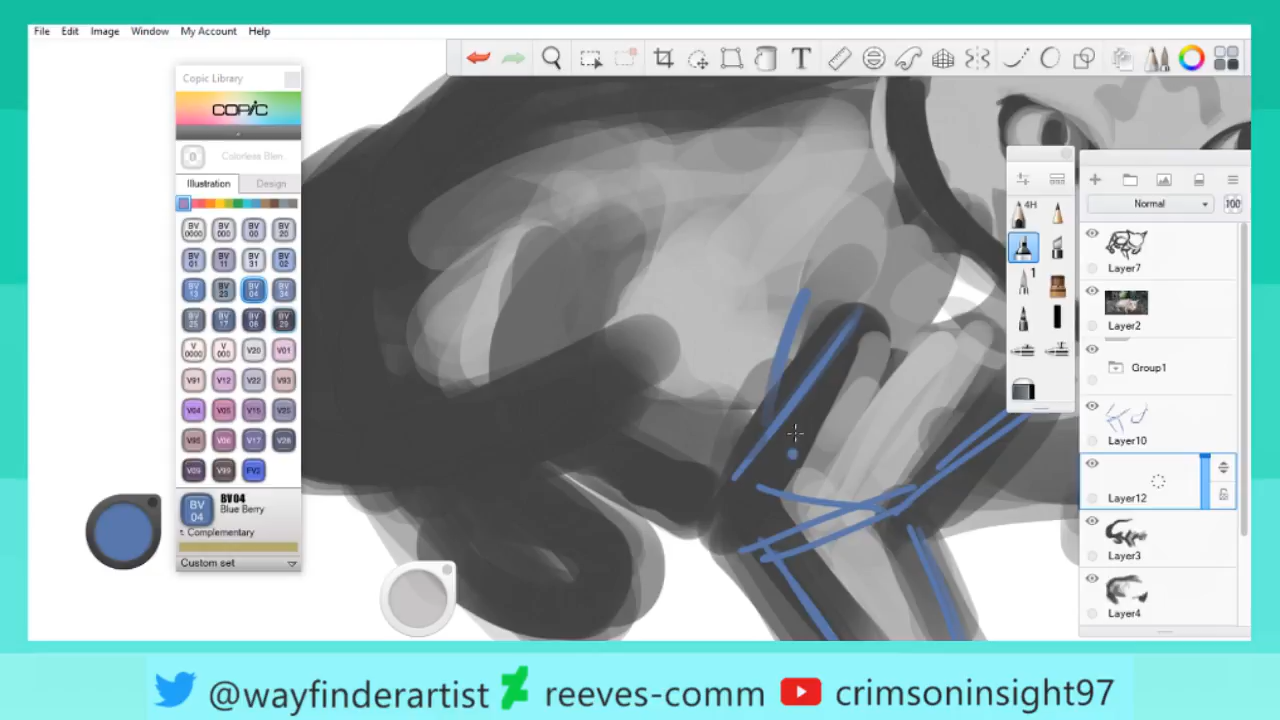 File Edit Image Window My Account Help
Copic Library
COPIC
0 Colorless Blen
Illustration Design
BV 0000 BV 000 BV 00 BV 20
BV 01 BV 11 BV 31 BV 02
BV 13 BV 23 BV 04 BV 34
BV 25 BV 17 BV 08 BV 29
V 0000 V 000 V20 V01
V91 V12 V22 V93
V04 V05 V15 V25
V95 V06 V17 V28
V09 V99 FV2
BV 04
BV04
Blue Berry
Complementary
Custom set
T
4H
1
Normal 100
Layer7
Layer2
Group1
Layer10
Layer12
Layer3
Layer4
@wayfinderartist reeves-comm crimsoninsight97